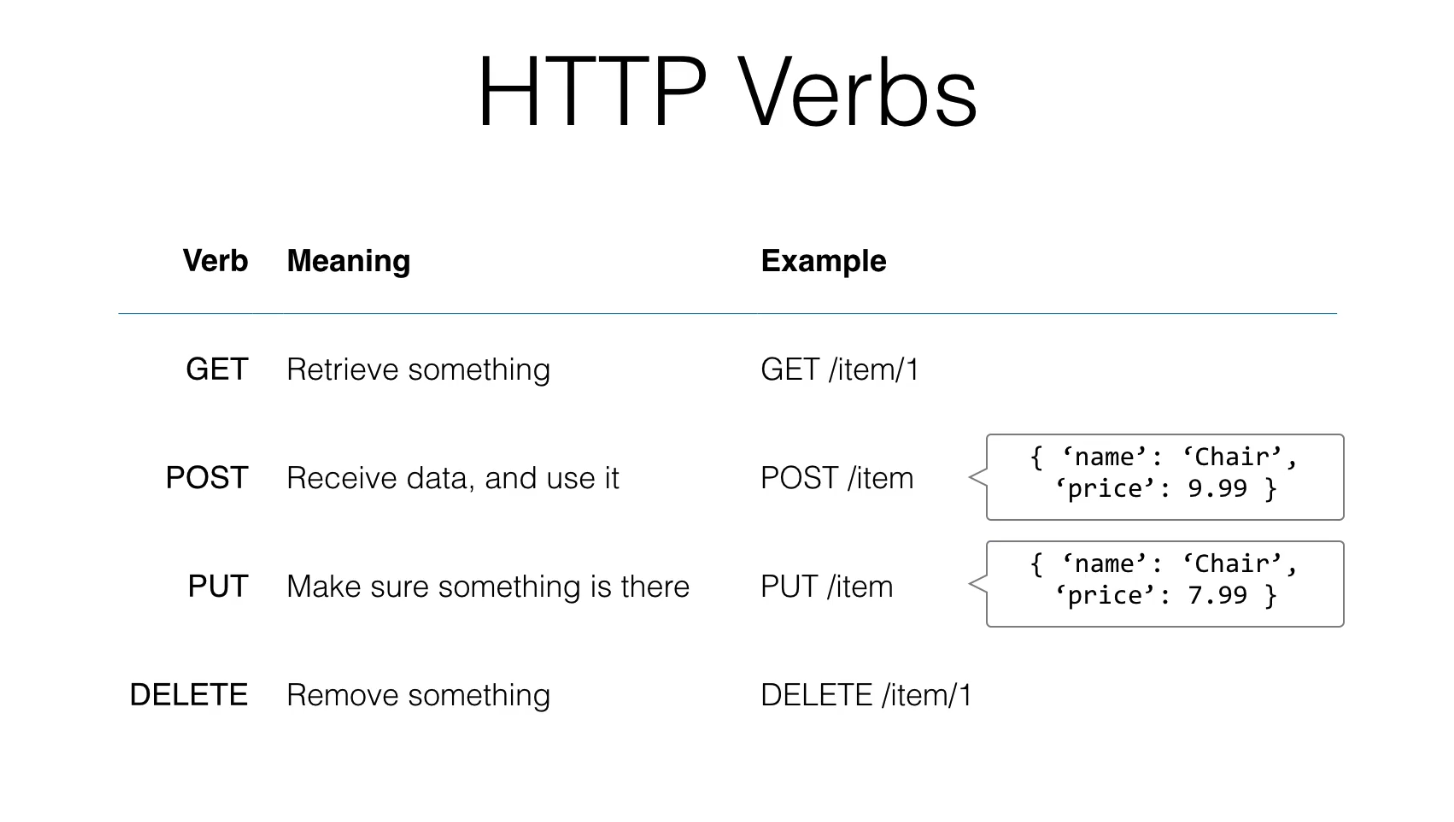 HTTP Verbs
Verb Meaning Example
GET Retrieve something GET /item/1
POST Receive data, and use it POST /item
{ ‘name’: ‘Chair’,
‘price’: 9.99 }
PUT Make sure something is there PUT /item
{ ‘name’: ‘Chair’,
‘price’: 7.99 }
DELETE Remove something DELETE /item/1